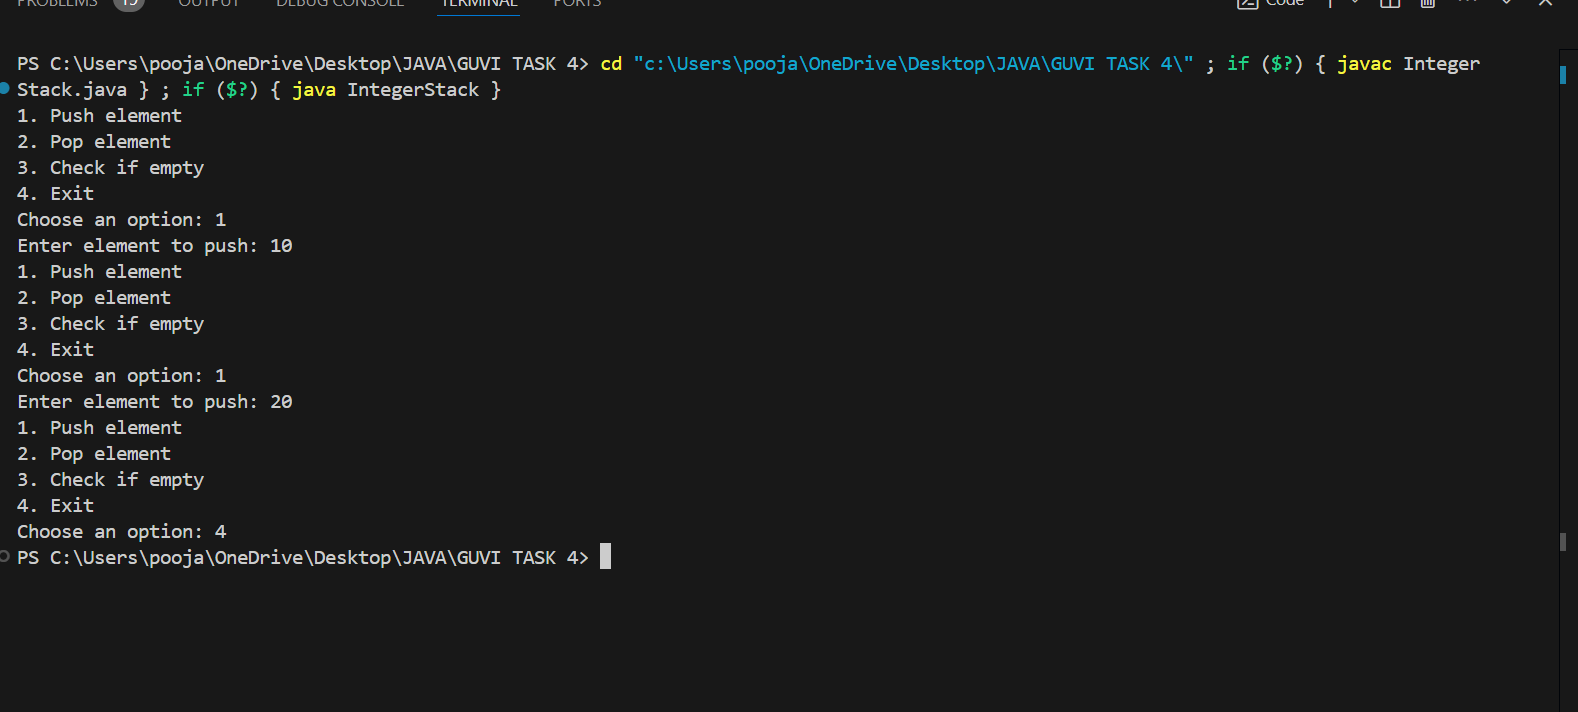 PROBLEMS 15 OUTPUT DEBUG CONSOLE TERMINAL PORTS Code
PS C:\Users\pooja\OneDrive\Desktop\JAVA\GUVI TASK 4> cd "c:\Users\pooja\OneDrive\Desktop\JAVA\GUVI TASK 4\" ; if ($?) { javac Integer
Stack.java } ; if ($?) { java IntegerStack }
1. Push element
2. Pop element
3. Check if empty
4. Exit
Choose an option: 1
Enter element to push: 10
1. Push element
2. Pop element
3. Check if empty
4. Exit
Choose an option: 1
Enter element to push: 20
1. Push element
2. Pop element
3. Check if empty
4. Exit
Choose an option: 4
PS C:\Users\pooja\OneDrive\Desktop\JAVA\GUVI TASK 4>